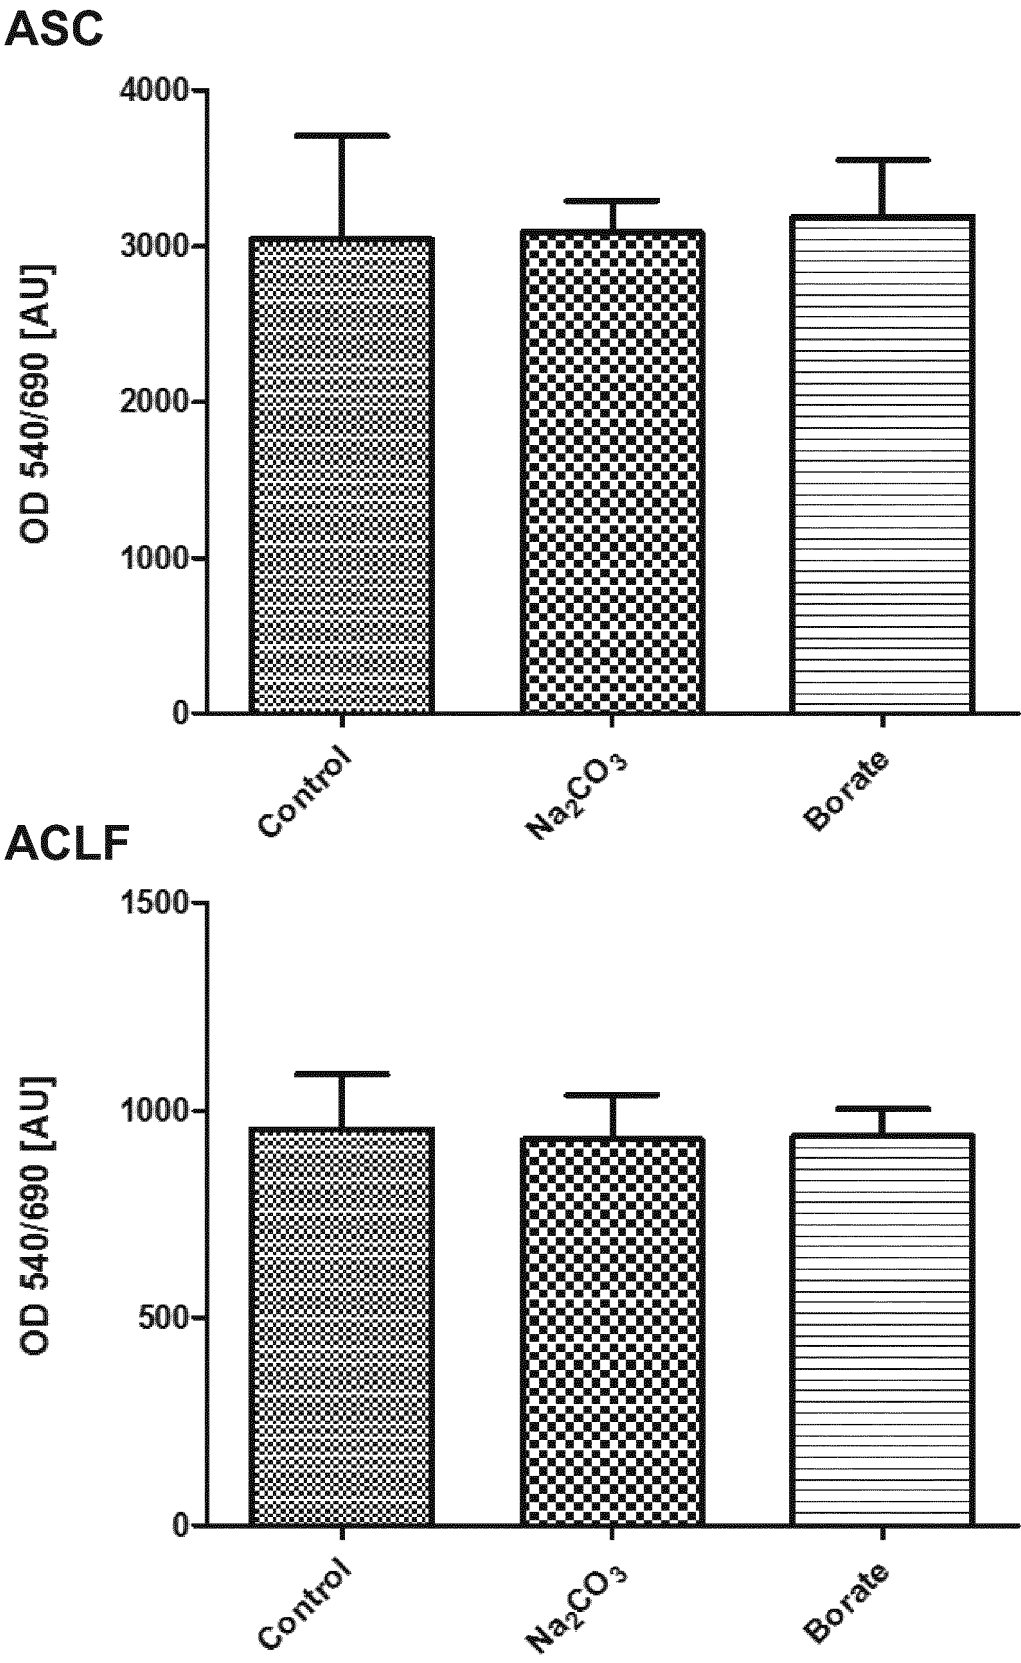 ASC
OD 540/690 [AU]
4000
3000
2000
1000
0
Control
Na₂CO₃
Borate
ACLF
OD 540/690 [AU]
1500
1000
500
0
Control
Na₂CO₃
Borate